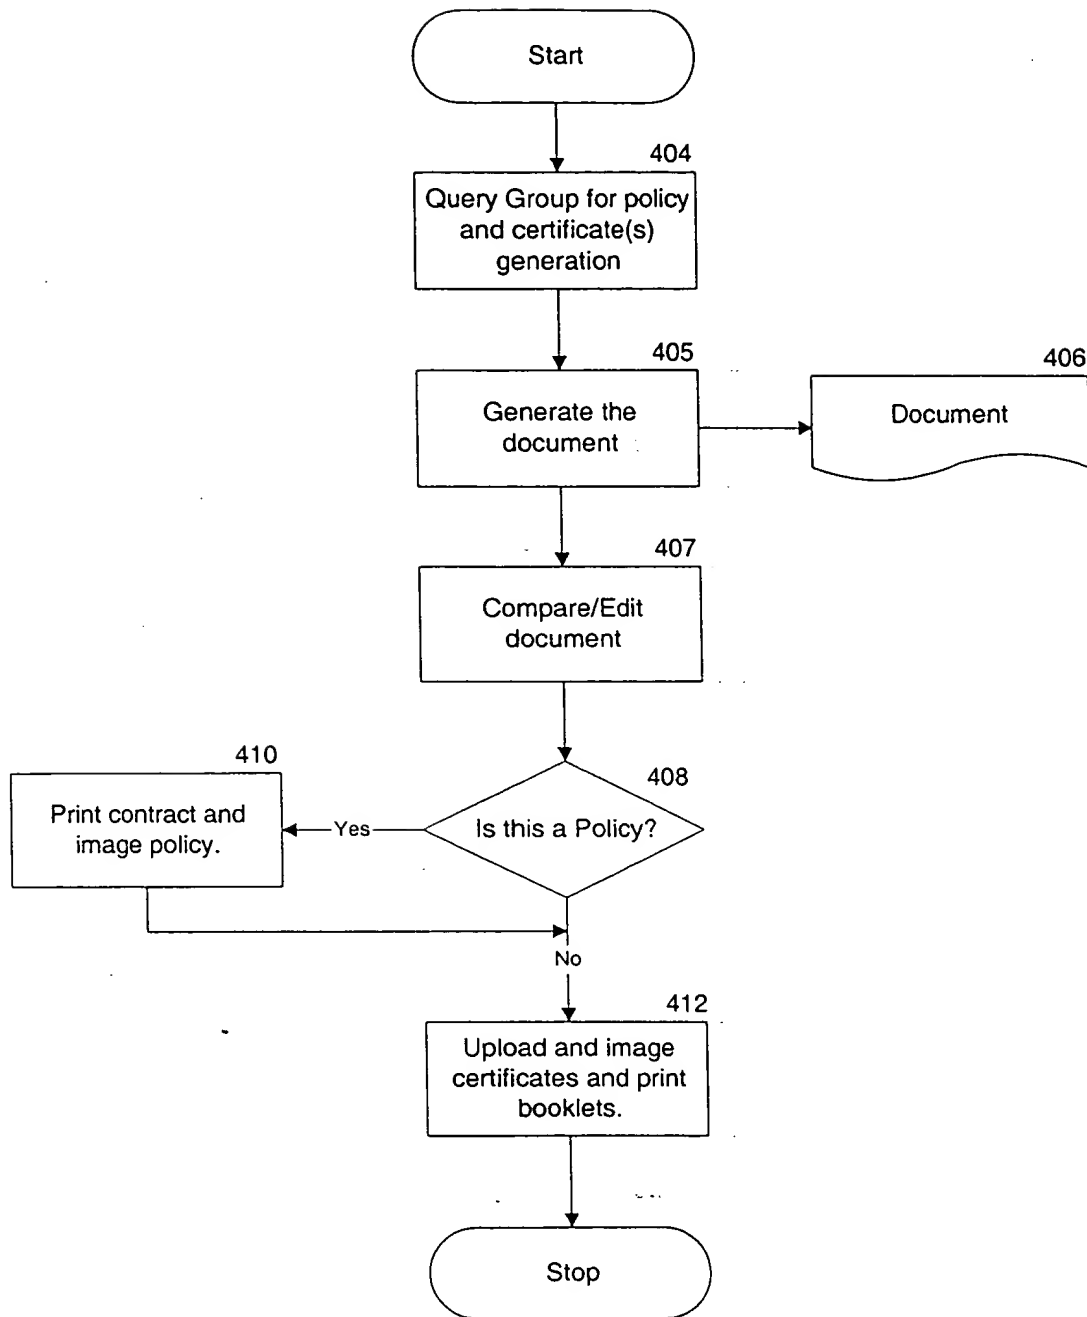 Start
404
Query Group for policy
and certificate(s)
generation
405
Generate the
document
406
Document
407
Compare/Edit
document
408
Is this a Policy?
Yes
410
Print contract and
image policy.
No
412
Upload and image
certificates and print
booklets.
Stop